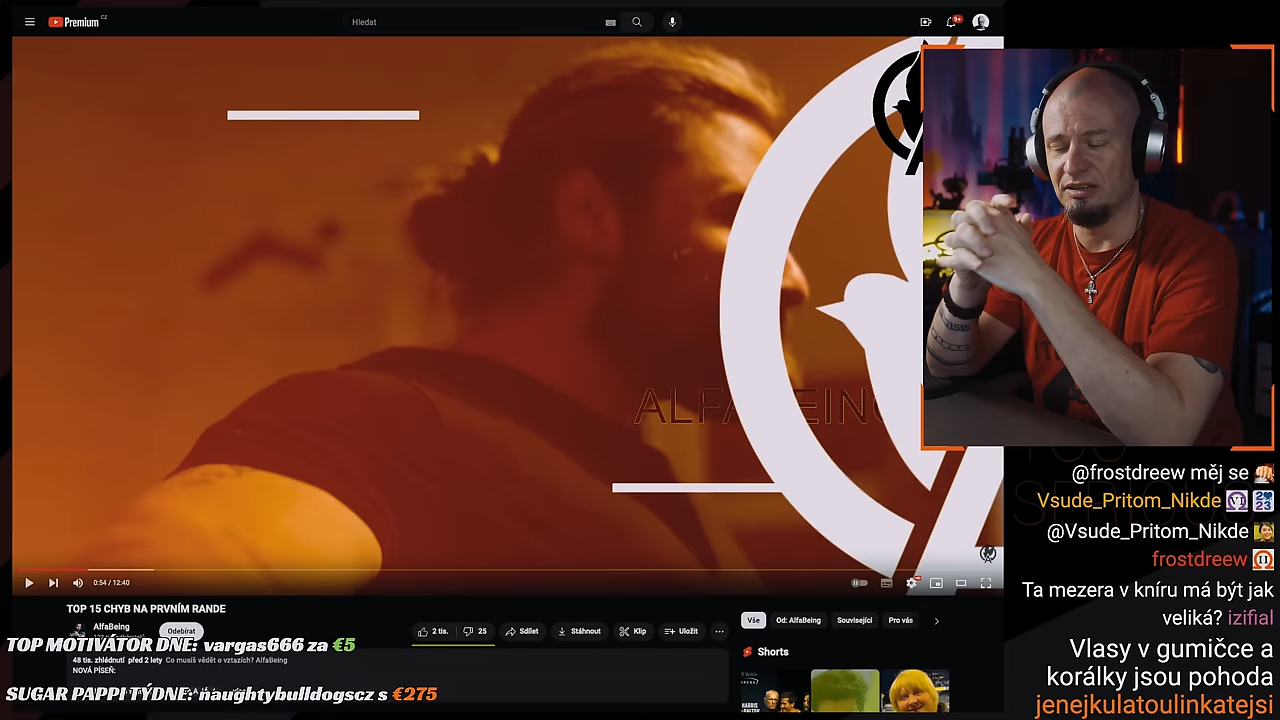 Premium CZ
Hledat
9+
ALFABEING
0:54 / 12:40
TOP 15 CHYB NA PRVNÍM RANDE
AlfaBeing
Odebírat
2 tis.
25
Sdílet
Stáhnout
Klip
Uložit
48 tis. zhlédnutí před 2 lety Co musíš vědět o vztazích? AlfaBeing
NOVÁ PÍSEŇ:
Vše
Od: AlfaBeing
Související
Pro vás
Shorts
TOP MOTIVÁTOR DNE: vargas666 za €5
SUGAR PAPPI TÝDNE: naughtybulldogscz s €275
@frostdreew měj se
Vsude_Pritom_Nikde
@Vsude_Pritom_Nikde
frostdreew
Ta mezera v kníru má být jak
veliká? izifial
Vlasy v gumičce a
korálky jsou pohoda
jenejkulatoulinkatejsi